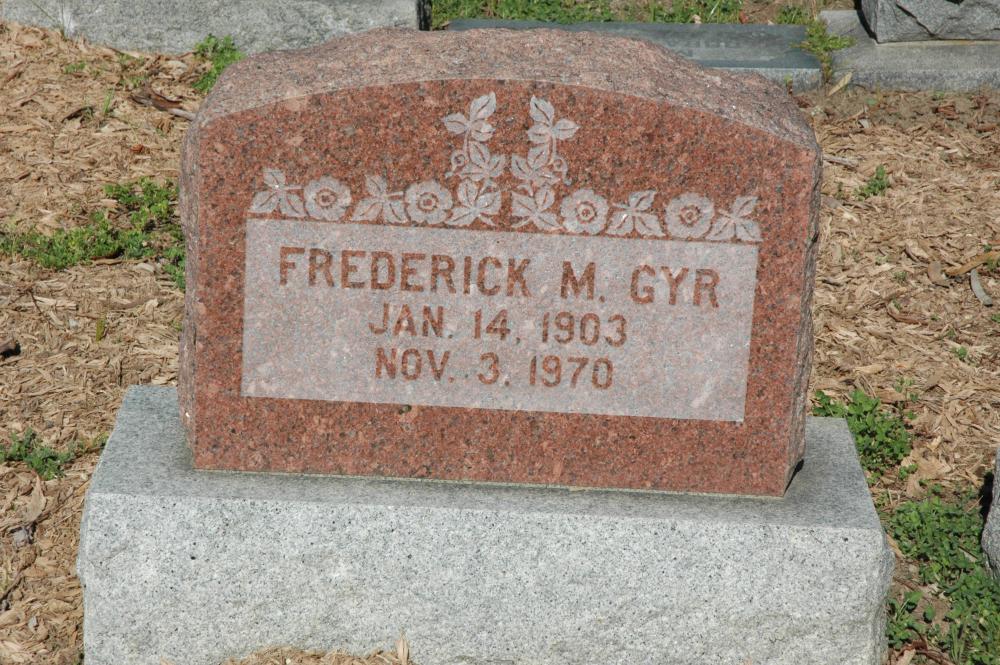 FREDERICK M. GYR
JAN. 14, 1903
NOV. 3, 1970